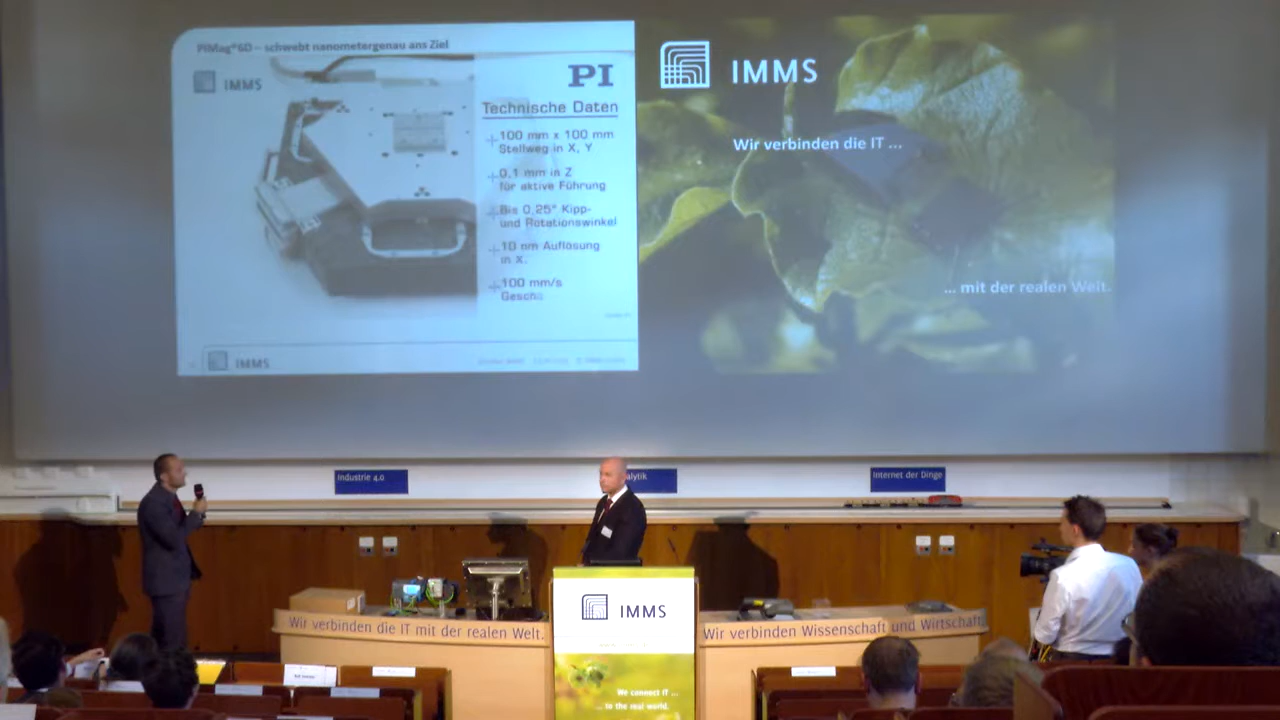 PIMag®6D – schwebt nanometergenau ans Ziel
IMMS
PI
Technische Daten
100 mm x 100 mm
Stellweg in X, Y
0,1 mm in Z
für aktive Führung
Bis 0,25° Kipp-
und Rotationswinkel
10 nm Auflösung
in X.
100 mm/s
IMMS
IMMS
Wir verbinden die IT ...
... mit der realen Welt.
Industrie 4.0
alytik
Internet der Dinge
IMMS
Wir verbinden die IT mit der realen Welt.
Wir verbinden Wissenschaft und Wirtschaft.
We connect IT ...
... to the real world.